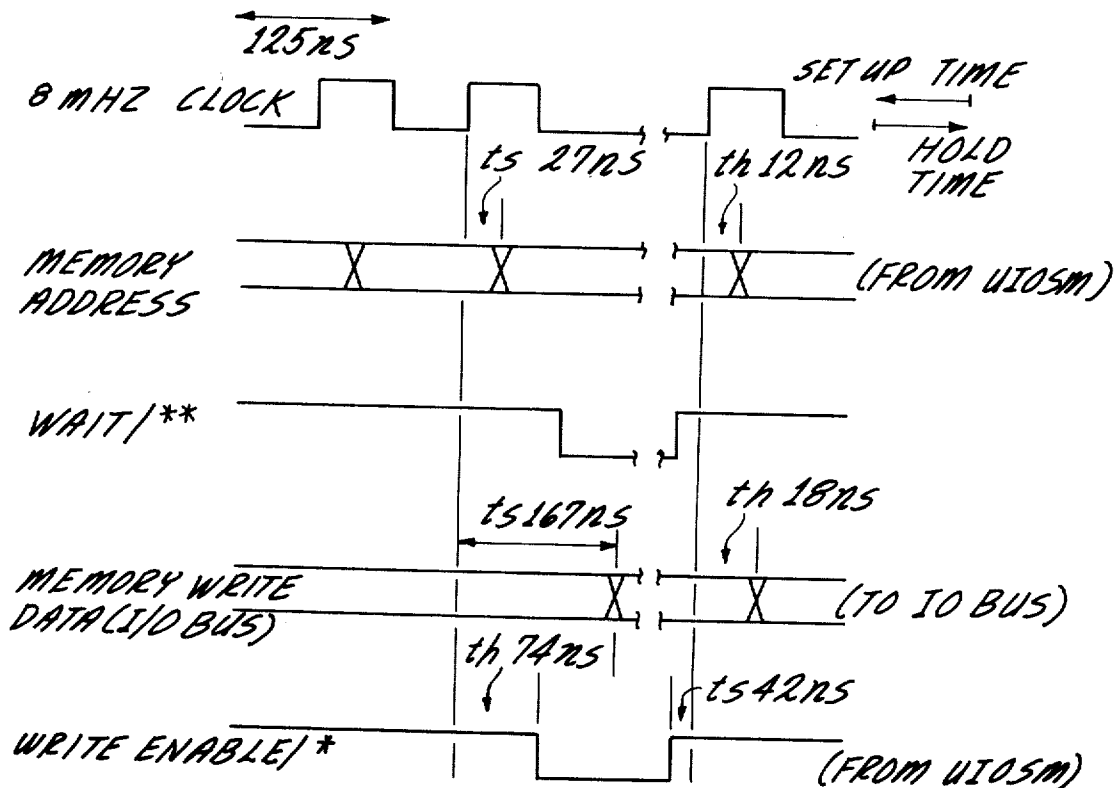 125ns
8 mHZ CLOCK
SET UP TIME
HOLD
TIME
ts 27ns
th 12ns
MEMORY
ADDRESS
(FROM UIOSM)
WAIT/**
ts 167ns
th 18ns
MEMORY WRITE
DATA (I/O BUS)
(TO IO BUS)
th 74ns
ts 42ns
WRITE ENABLE/*
(FROM UIOSM)